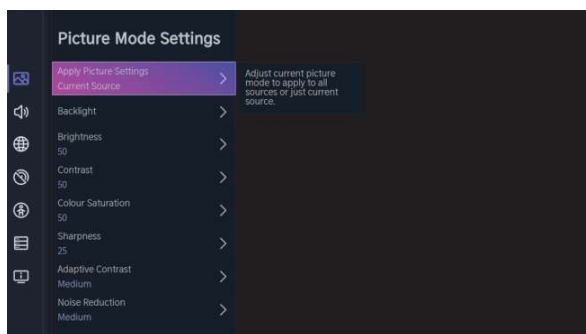 Picture Mode Settings
Apply Picture Settings
Current Source
Adjust current picture
mode to apply to all
sources or just current
source.
Backlight
Brightness
50
Contrast
50
Colour Saturation
50
Sharpness
25
Adaptive Contrast
Medium
Noise Reduction
Medium